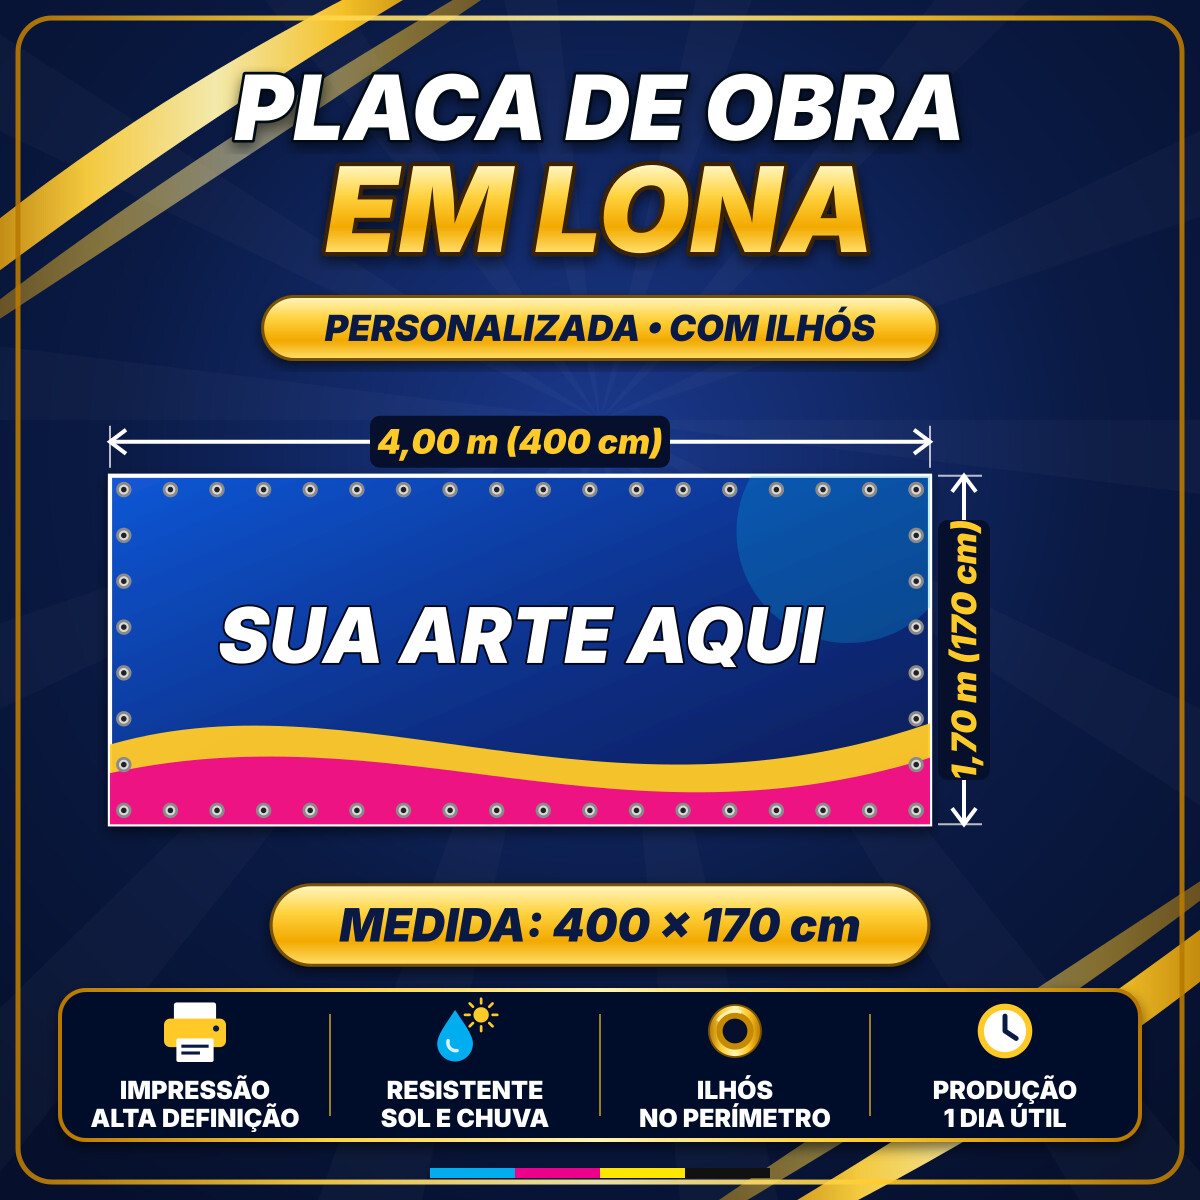 PLACA DE OBRA
EM LONA
PERSONALIZADA • COM ILHÓS
4,00 m (400 cm)
1,70 m (170 cm)
SUA ARTE AQUI
MEDIDA: 400 × 170 cm
IMPRESSÃO
ALTA DEFINIÇÃO
RESISTENTE
SOL E CHUVA
ILHÓS
NO PERÍMETRO
PRODUÇÃO
1 DIA ÚTIL